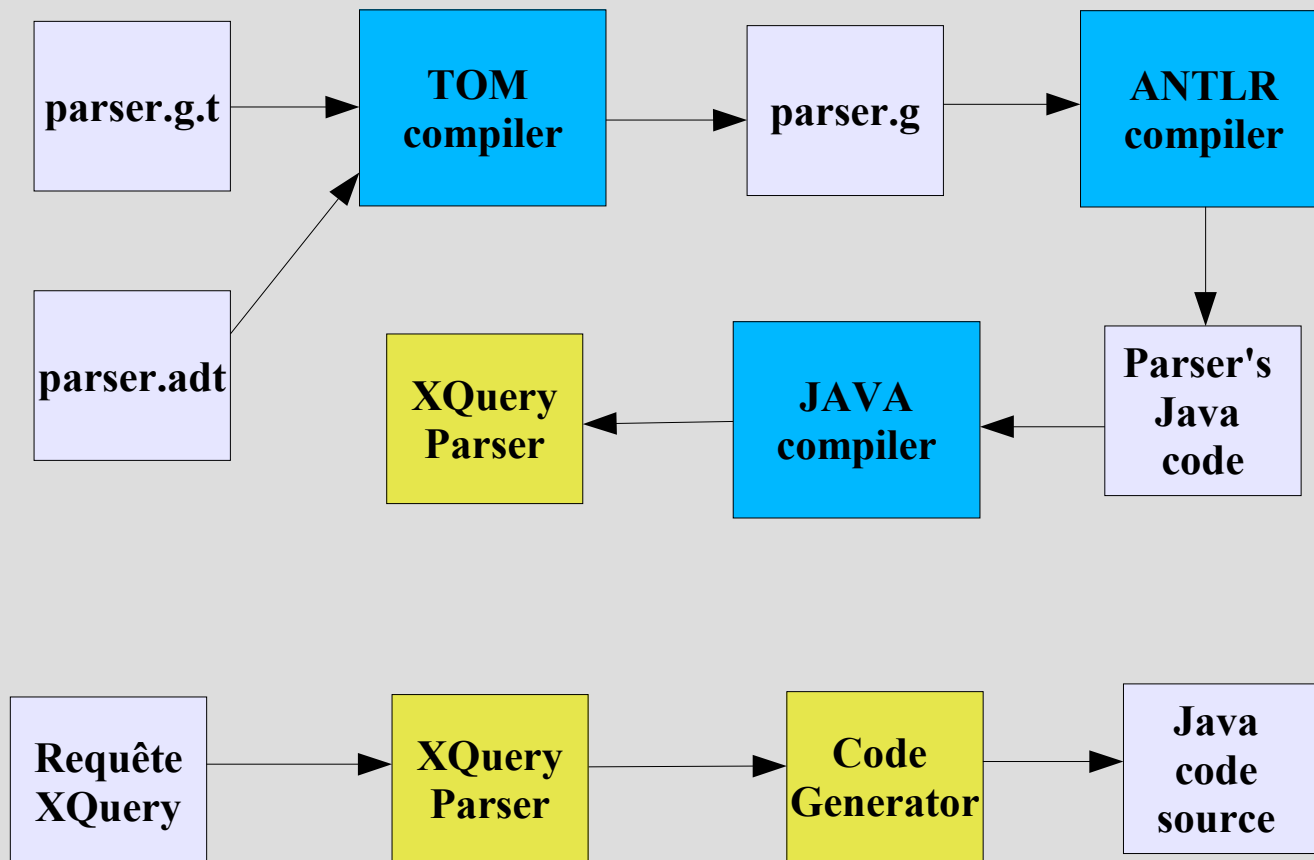 parser.g.t
TOM
compiler
parser.g
ANTLR
compiler
parser.adt
XQuery
Parser
JAVA
compiler
Parser's
Java
code
Requête
XQuery
XQuery
Parser
Code
Generator
Java
code
source